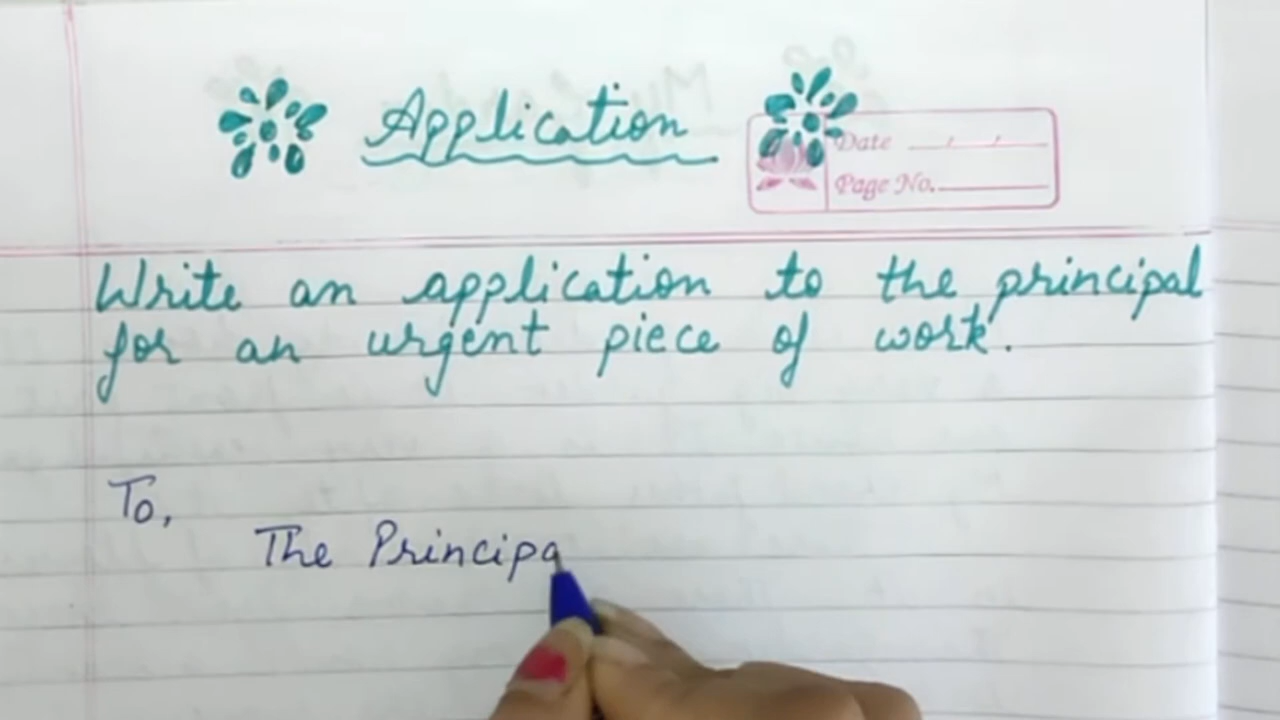 Application
Date / /
Page No.
Write an application to the principal
for an urgent piece of work.
To,
The Principa